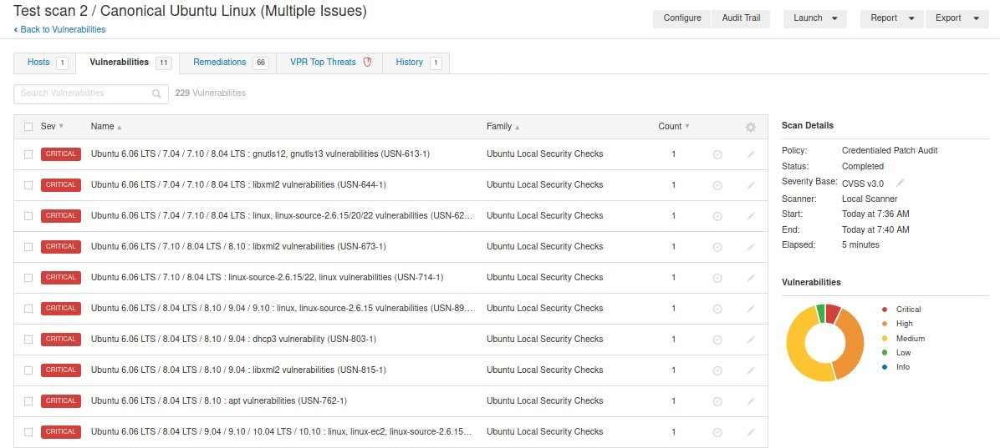 Test scan 2 / Canonical Ubuntu Linux (Multiple Issues)
Configure Audit Trail Launch Report Export
Back to Vulnerabilities
Hosts 1 Vulnerabilities 11 Remediations 66 VPR Top Threats History 1
Search Vulnerabilities 229 Vulnerabilities
Sev Name Family Count
CRITICAL Ubuntu 6.06 LTS / 7.04 / 7.10 / 8.04 LTS : gnutls12, gnutls13 vulnerabilities (USN-613-1) Ubuntu Local Security Checks 1
CRITICAL Ubuntu 6.06 LTS / 7.04 / 7.10 / 8.04 LTS : libxml2 vulnerabilities (USN-644-1) Ubuntu Local Security Checks 1
CRITICAL Ubuntu 6.06 LTS / 7.04 / 7.10 / 8.04 LTS : linux, linux-source-2.6.15/20/22 vulnerabilities (USN-62... Ubuntu Local Security Checks 1
CRITICAL Ubuntu 6.06 LTS / 7.10 / 8.04 LTS / 8.10 : libxml2 vulnerabilities (USN-673-1) Ubuntu Local Security Checks 1
CRITICAL Ubuntu 6.06 LTS / 7.10 / 8.04 LTS : linux-source-2.6.15/22, linux vulnerabilities (USN-714-1) Ubuntu Local Security Checks 1
CRITICAL Ubuntu 6.06 LTS / 8.04 LTS / 8.10 / 9.04 / 9.10 : linux, linux-source-2.6.15 vulnerabilities (USN-89... Ubuntu Local Security Checks 1
CRITICAL Ubuntu 6.06 LTS / 8.04 LTS / 8.10 / 9.04 : dhcp3 vulnerability (USN-803-1) Ubuntu Local Security Checks 1
CRITICAL Ubuntu 6.06 LTS / 8.04 LTS / 8.10 / 9.04 : libxml2 vulnerabilities (USN-815-1) Ubuntu Local Security Checks 1
CRITICAL Ubuntu 6.06 LTS / 8.04 LTS / 8.10 : apt vulnerabilities (USN-762-1) Ubuntu Local Security Checks 1
CRITICAL Ubuntu 6.06 LTS / 8.04 LTS / 9.04 / 9.10 / 10.04 LTS / 10.10 : linux, linux-ec2, linux-source-2.6.15... Ubuntu Local Security Checks 1
Scan Details
Policy: Credentialed Patch Audit
Status: Completed
Severity Base: CVSS v3.0
Scanner: Local Scanner
Start: Today at 7:36 AM
End: Today at 7:40 AM
Elapsed: 5 minutes
Vulnerabilities
Critical
High
Medium
Low
Info